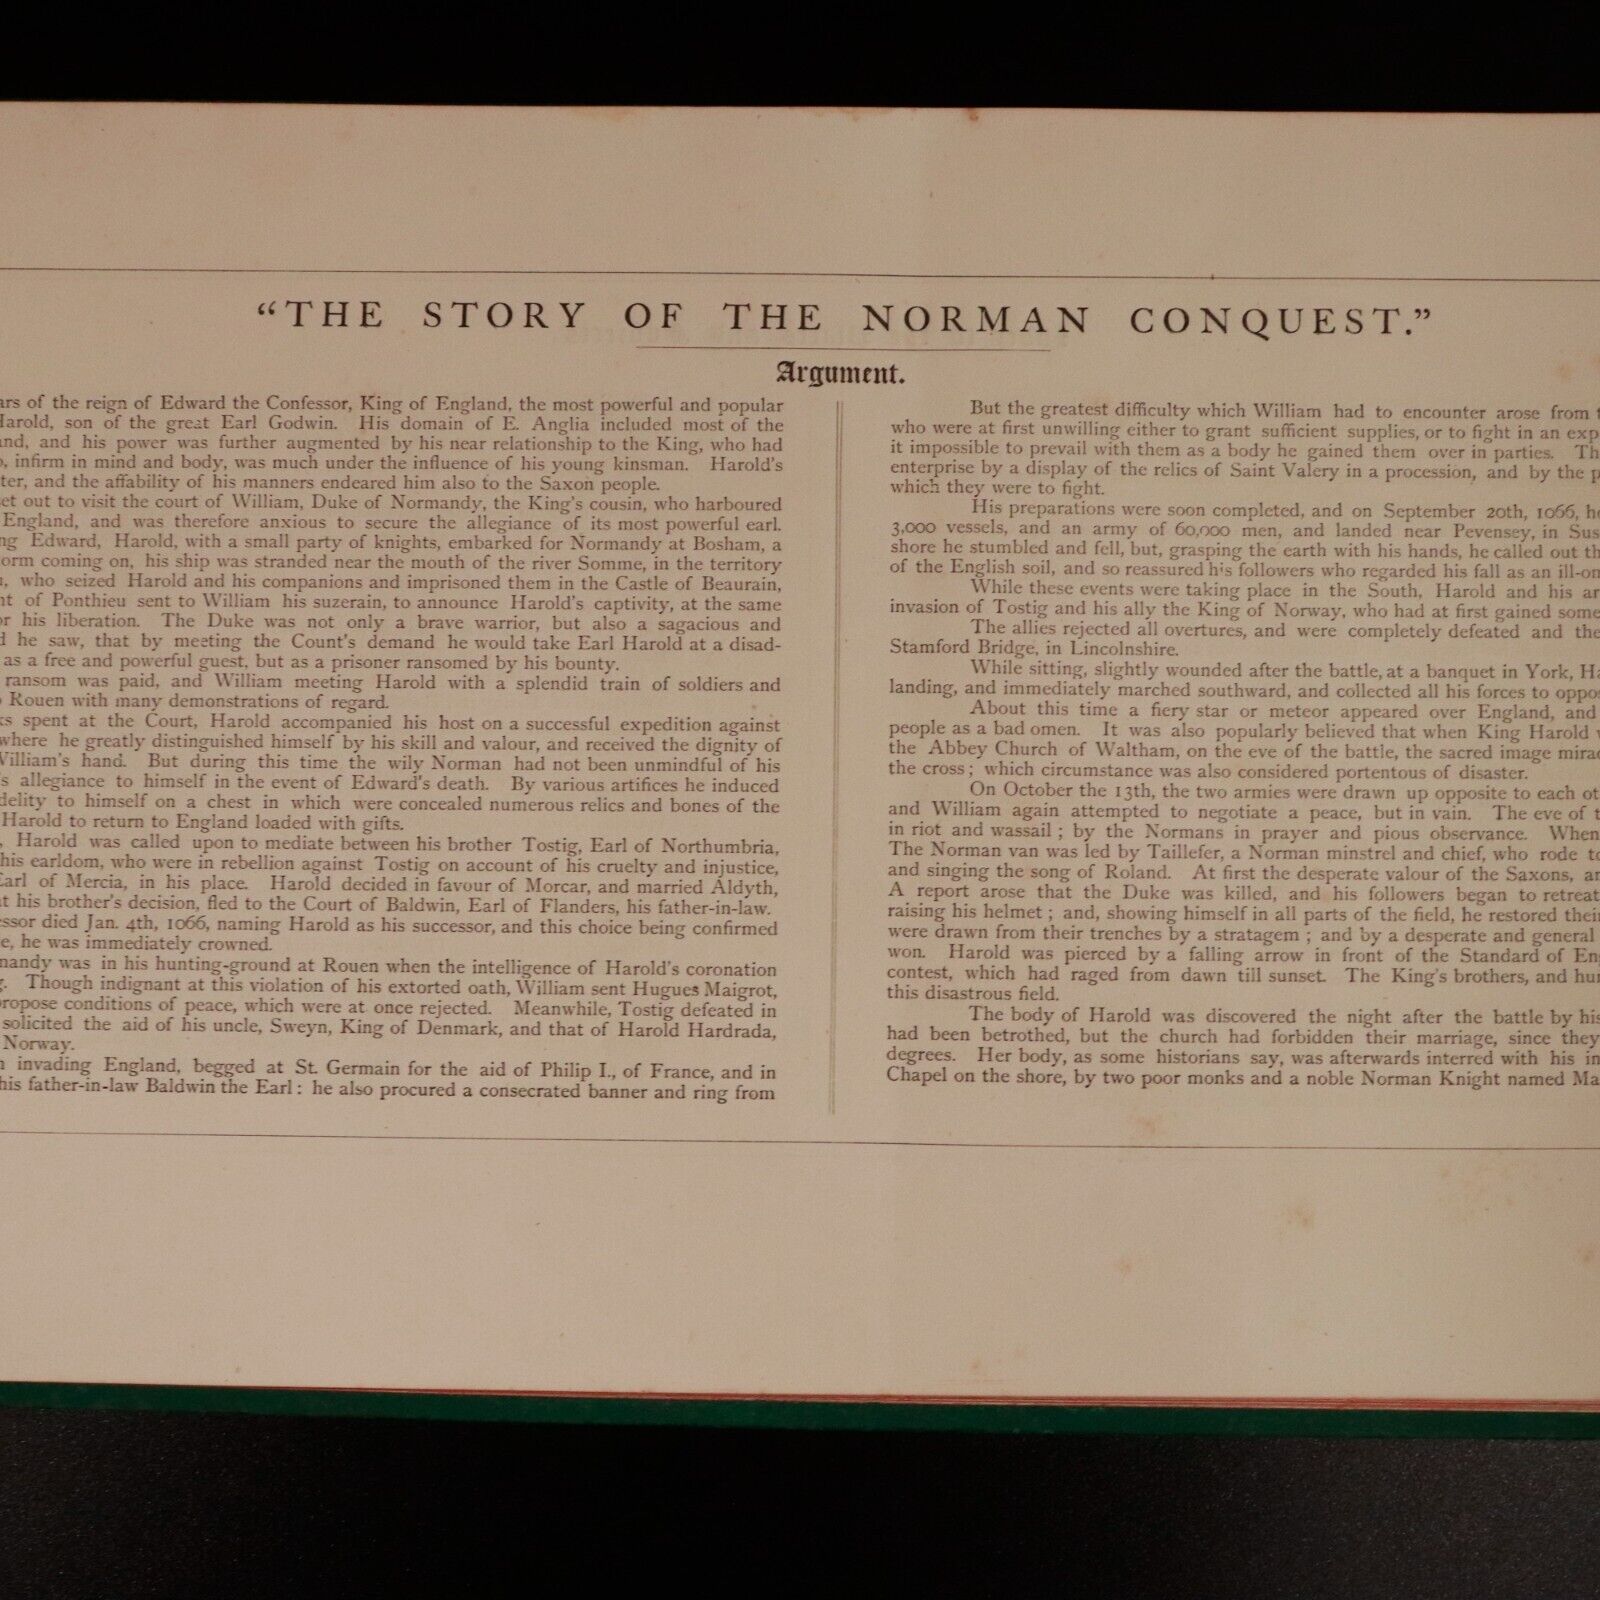 “THE STORY OF THE NORMAN CONQUEST.”
Argument.
of the reign of Edward the Confessor, King of England, the most powerful and popular
Harold, son of the great Earl Godwin. His domain of E. Anglia included most of the
and his power was further augmented by his near relationship to the King, who had
infirm in mind and body, was much under the influence of his young kinsman. Harold's
and the affability of his manners endeared him also to the Saxon people.
out to visit the court of William, Duke of Normandy, the King's cousin, who harboured
England, and was therefore anxious to secure the allegiance of its most powerful earl.
Edward, Harold, with a small party of knights, embarked for Normandy at Bosham, a
coming on, his ship was stranded near the mouth of the river Somme, in the territory
who seized Harold and his companions and imprisoned them in the Castle of Beaurain,
of Ponthieu sent to William his suzerain, to announce Harold's captivity, at the same
his liberation. The Duke was not only a brave warrior, but also a sagacious and
he saw, that by meeting the Count's demand he would take Earl Harold at a disad-
as a free and powerful guest, but as a prisoner ransomed by his bounty.
ransom was paid, and William meeting Harold with a splendid train of soldiers and
Rouen with many demonstrations of regard.
spent at the Court, Harold accompanied his host on a successful expedition against
where he greatly distinguished himself by his skill and valour, and received the dignity of
William's hand. But during this time the wily Norman had not been unmindful of his
allegiance to himself in the event of Edward's death. By various artifices he induced
to himself on a chest in which were concealed numerous relics and bones of the
Harold to return to England loaded with gifts.
Harold was called upon to mediate between his brother Tostig, Earl of Northumbria,
his earldom, who were in rebellion against Tostig on account of his cruelty and injustice,
Earl of Mercia, in his place. Harold decided in favour of Morcar, and married Aldyth,
his brother's decision, fled to the Court of Baldwin, Earl of Flanders, his father-in-law.
died Jan. 4th, 1066, naming Harold as his successor, and this choice being confirmed
he was immediately crowned.
was in his hunting-ground at Rouen when the intelligence of Harold's coronation
Though indignant at this violation of his extorted oath, William sent Hugues Maigrot,
propose conditions of peace, which were at once rejected. Meanwhile, Tostig defeated in
solicited the aid of his uncle, Sweyn, King of Denmark, and that of Harold Hardrada,
Norway.
invading England, begged at St. Germain for the aid of Philip I., of France, and in
his father-in-law Baldwin the Earl: he also procured a consecrated banner and ring from
But the greatest difficulty which William had to encounter arose from
who were at first unwilling either to grant sufficient supplies, or to fight in an
it impossible to prevail with them as a body he gained them over in parties.
enterprise by a display of the relics of Saint Valery in a procession, and by the
which they were to fight.
His preparations were soon completed, and on September 20th, 1066,
3,000 vessels, and an army of 60,000 men, and landed near Pevensey, in
shore he stumbled and fell, but, grasping the earth with his hands, he called out
of the English soil, and so reassured his followers who regarded his fall as an
While these events were taking place in the South, Harold and his
invasion of Tostig and his ally the King of Norway, who had at first gained some
The allies rejected all overtures, and were completely defeated and
Stamford Bridge, in Lincolnshire.
While sitting, slightly wounded after the battle, at a banquet in York,
landing, and immediately marched southward, and collected all his forces to
About this time a fiery star or meteor appeared over England, and
people as a bad omen. It was also popularly believed that when King Harold
the Abbey Church of Waltham, on the eve of the battle, the sacred image
the cross; which circumstance was also considered portentous of disaster.
On October the 13th, the two armies were drawn up opposite to each
and William again attempted to negotiate a peace, but in vain. The eve of
in riot and wassail; by the Normans in prayer and pious observance. When
The Norman van was led by Taillefer, a Norman minstrel and chief, who rode
and singing the song of Roland. At first the desperate valour of the Saxons,
A report arose that the Duke was killed, and his followers began to retreat
raising his helmet; and, showing himself in all parts of the field, he restored
were drawn from their trenches by a stratagem; and by a desperate and general
won. Harold was pierced by a falling arrow in front of the Standard of
contest, which had raged from dawn till sunset. The King's brothers, and
this disastrous field.
The body of Harold was discovered the night after the battle by his
had been betrothed, but the church had forbidden their marriage, since they
degrees. Her body, as some historians say, was afterwards interred with his in
Chapel on the shore, by two poor monks and a noble Norman Knight named